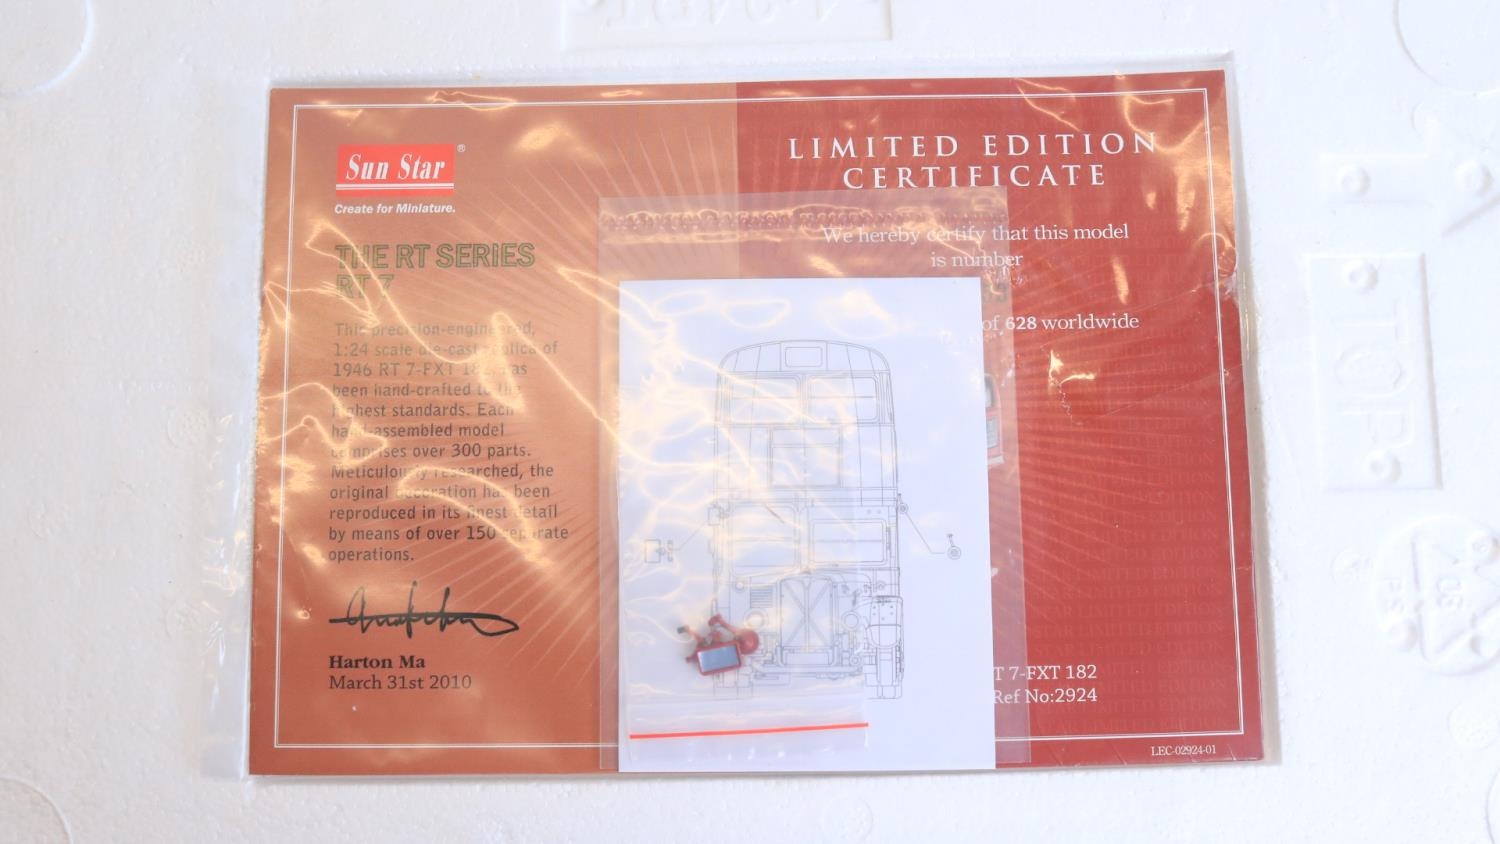 Sun Star®
Create for Miniature.
THE RT SERIES
RT 7
This precision-engineered,
1:24 scale die-cast replica of
1946 RT 7-FXT 182, has
been hand-crafted to the
highest standards. Each
hand-assembled model
comprises over 300 parts.
Meticulously researched, the
original decoration has been
reproduced in its finest detail
by means of over 150 separate
operations.
Harton Ma
March 31st 2010
LIMITED EDITION
CERTIFICATE
We hereby certify that this model
is number
of 628 worldwide
T 7-FXT 182
Ref No:2924
LEC-02924-01
TOP
PS